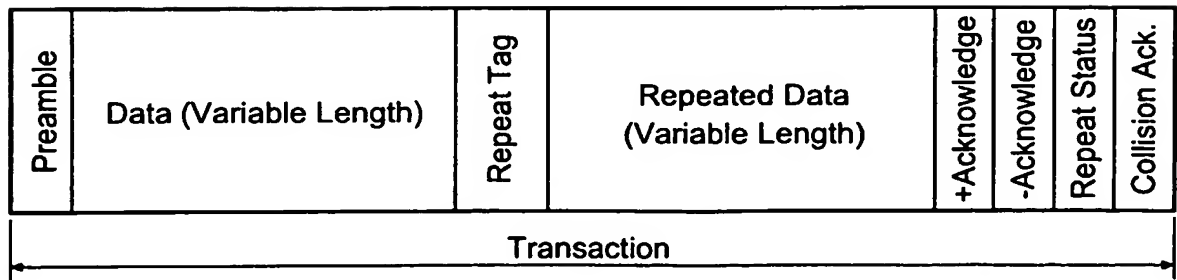 Preamble
Data (Variable Length)
Repeat Tag
Repeated Data
(Variable Length)
+Acknowledge
-Acknowledge
Repeat Status
Collision Ack.
Transaction